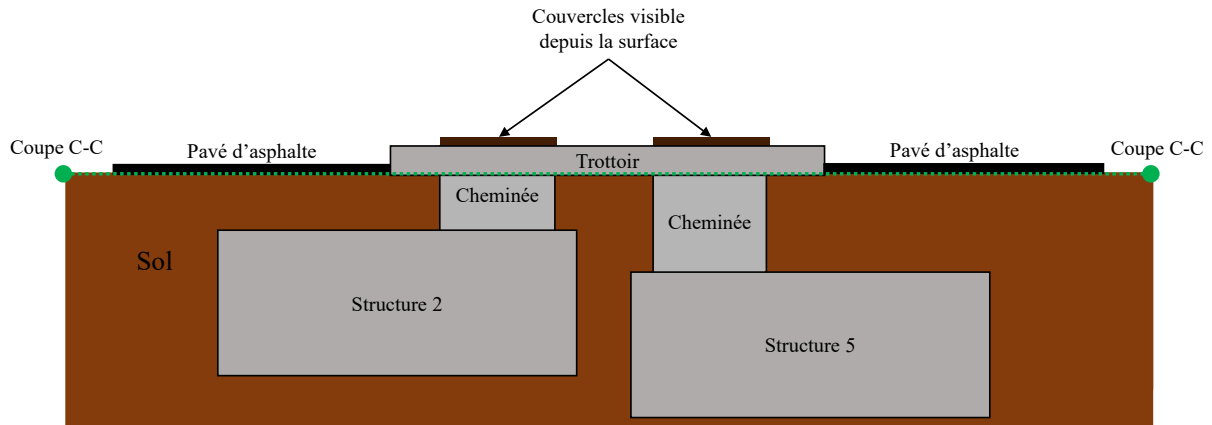 Couvercles visible
depuis la surface
Coupe C-C
Pavé d'asphalte
Trottoir
Pavé d'asphalte
Coupe C-C
Cheminée
Cheminée
Sol
Structure 2
Structure 5